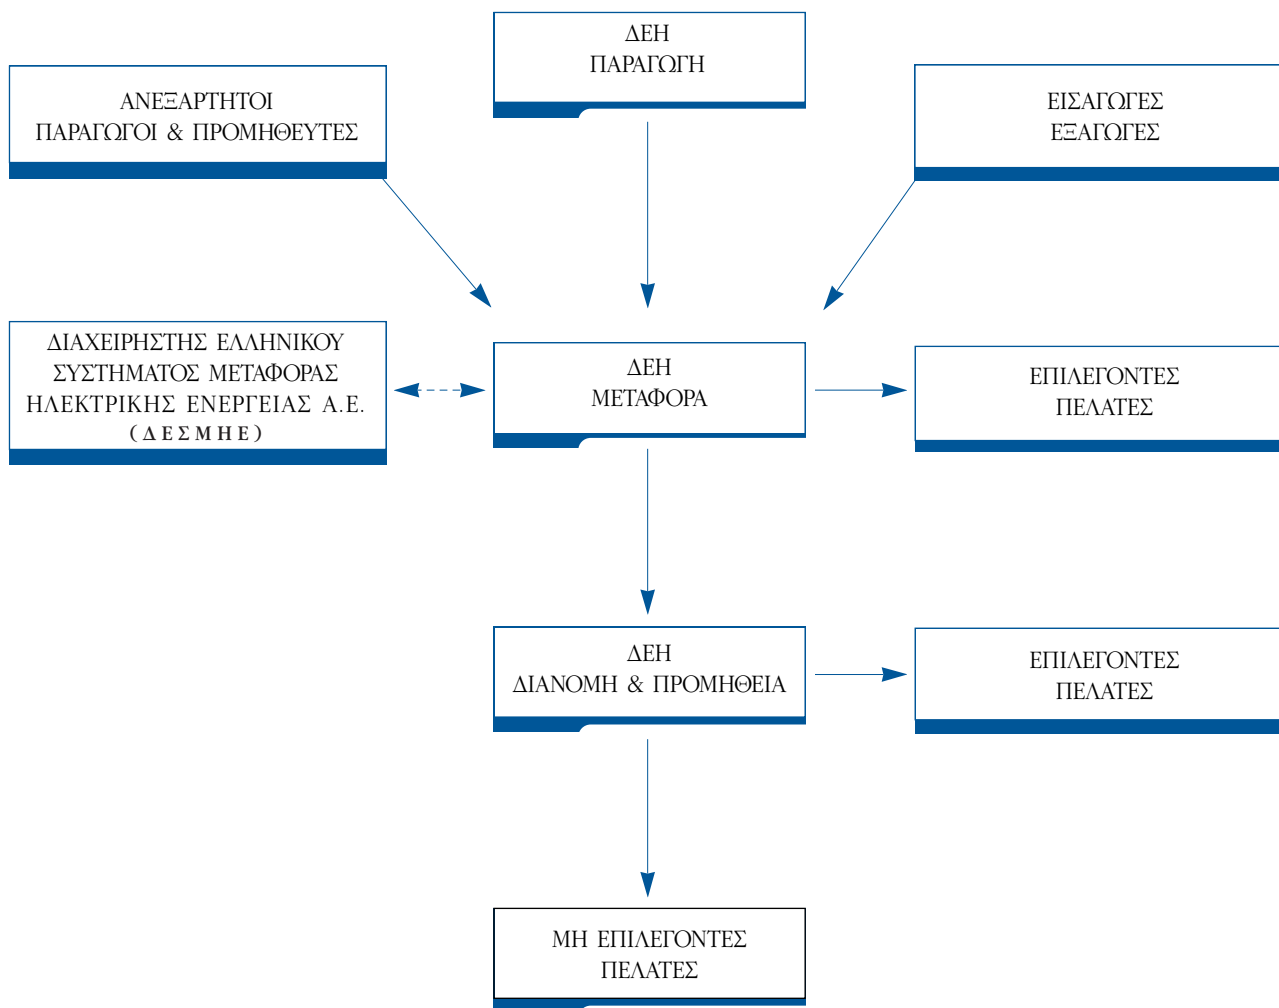 ΔΕΗ
ΠΑΡΑΓΩΓΗ
ΑΝΕΞΑΡΤΗΤΟΙ
ΠΑΡΑΓΩΓΟΙ & ΠΡΟΜΗΘΕΥΤΕΣ
ΕΙΣΑΓΩΓΕΣ
ΕΞΑΓΩΓΕΣ
ΔΙΑΧΕΙΡΗΣΤΗΣ ΕΛΛΗΝΙΚΟΥ
ΣΥΣΤΗΜΑΤΟΣ ΜΕΤΑΦΟΡΑΣ
ΗΛΕΚΤΡΙΚΗΣ ΕΝΕΡΓΕΙΑΣ Α.Ε.
(ΔΕΣΜΗΕ)
ΔΕΗ
ΜΕΤΑΦΟΡΑ
ΕΠΙΛΕΓΟΝΤΕΣ
ΠΕΛΑΤΕΣ
ΔΕΗ
ΔΙΑΝΟΜΗ & ΠΡΟΜΗΘΕΙΑ
ΕΠΙΛΕΓΟΝΤΕΣ
ΠΕΛΑΤΕΣ
ΜΗ ΕΠΙΛΕΓΟΝΤΕΣ
ΠΕΛΑΤΕΣ